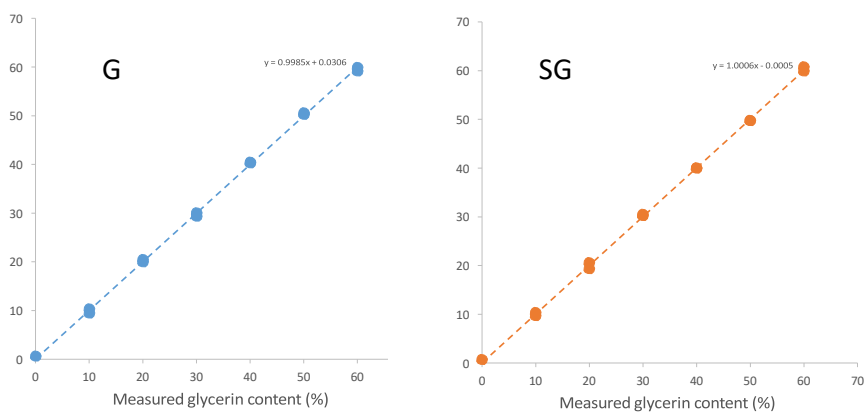 70
60
50
40
30
20
10
0
G
y = 0.9985x + 0.0306
0 10 20 30 40 50 60
Measured glycerin content (%)
70
60
50
40
30
20
10
0
SG
y = 1.0006x - 0.0005
0 10 20 30 40 50 60 70
Measured glycerin content (%)